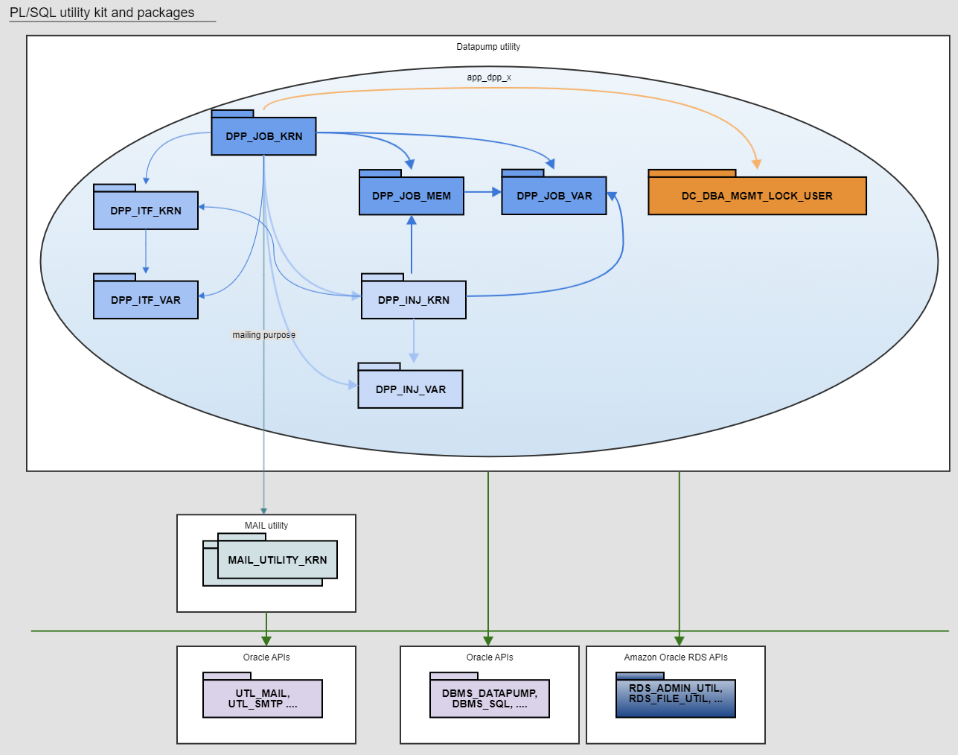 PL/SQL utility kit and packages
Datapump utility
app_dpp_x
DPP_JOB_KRN
DPP_ITF_KRN
DPP_JOB_MEM
DPP_JOB_VAR
DC_DBA_MGMT_LOCK_USER
DPP_ITF_VAR
DPP_INJ_KRN
mailing purpose
DPP_INJ_VAR
MAIL utility
MAIL_UTILITY_KRN
Oracle APIs
UTL_MAIL,
UTL_SMTP ....
Oracle APIs
DBMS_DATAPUMP,
DBMS_SQL, ....
Amazon Oracle RDS APIs
RDS_ADMIN_UTIL,
RDS_FILE_UTIL, ...